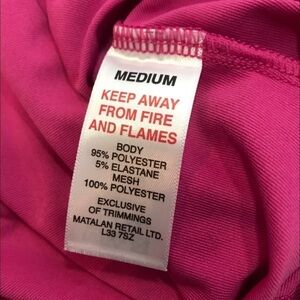 MEDIUM
KEEP AWAY
FROM FIRE
AND FLAMES
BODY
95% POLYESTER
5% ELASTANE
MESH
100% POLYESTER
EXCLUSIVE
OF TRIMMINGS
MATALAN RETAIL LTD.
L33 7SZ